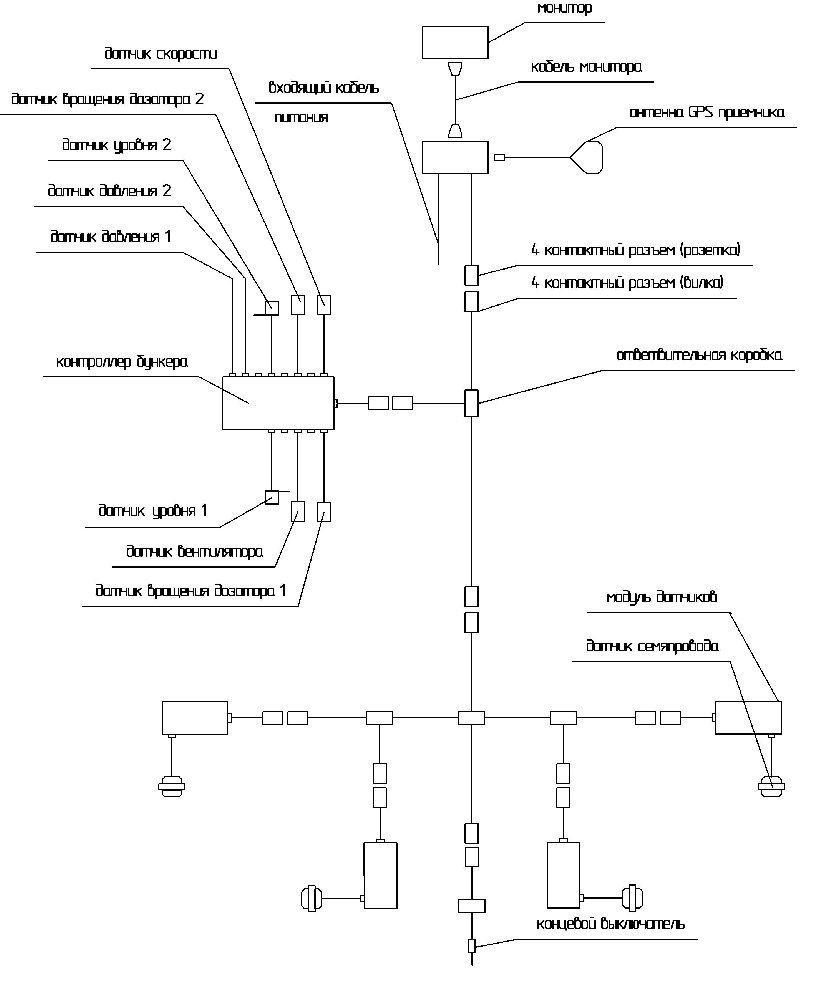 монитор
датчик скорости
кабель монитора
входящий кабель
питания
датчик вращения дозатора 2
антенна GPS приемника
датчик уровня 2
датчик давления 2
датчик давления 1
4 контактный разъем (розетка)
4 контактный разъем (вилка)
контроллер бункера
ответвительная коробка
датчик уровня 1
датчик вентилятора
датчик вращения дозатора 1
модуль датчиков
датчик семяпровода
концевой выключатель